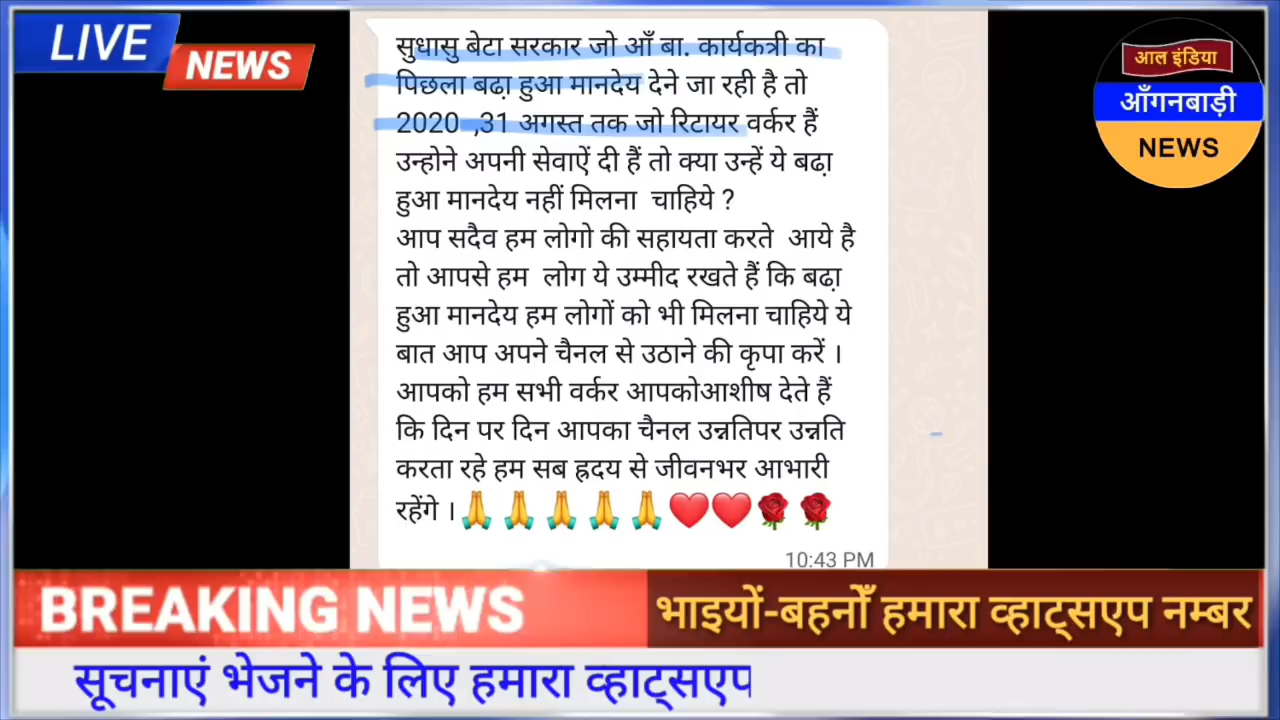 LIVE
NEWS
आल इंडिया
आँगनबाड़ी
NEWS
सुधासु बेटा सरकार जो आँ बा. कार्यकत्री का
पिछला बढा़ हुआ मानदेय देने जा रही है तो
2020 ,31 अगस्त तक जो रिटायर वर्कर हैं
उन्होने अपनी सेवाऐं दी हैं तो क्या उन्हें ये बढा़
हुआ मानदेय नहीं मिलना चाहिये ?
आप सदैव हम लोगो की सहायता करते आये है
तो आपसे हम लोग ये उम्मीद रखते हैं कि बढा़
हुआ मानदेय हम लोगों को भी मिलना चाहिये ये
बात आप अपने चैनल से उठाने की कृपा करें ।
आपको हम सभी वर्कर आपकोआशीष देते हैं
कि दिन पर दिन आपका चैनल उन्नतिपर उन्नति
करता रहे हम सब ह्रदय से जीवनभर आभारी
रहेंगे ।🙏🙏🙏🙏🙏❤️❤️🌹🌹
10:43 PM
BREAKING NEWS
भाइयों-बहनोँ हमारा व्हाट्सएप नम्बर
सूचनाएं भेजने के लिए हमारा व्हाट्सएप